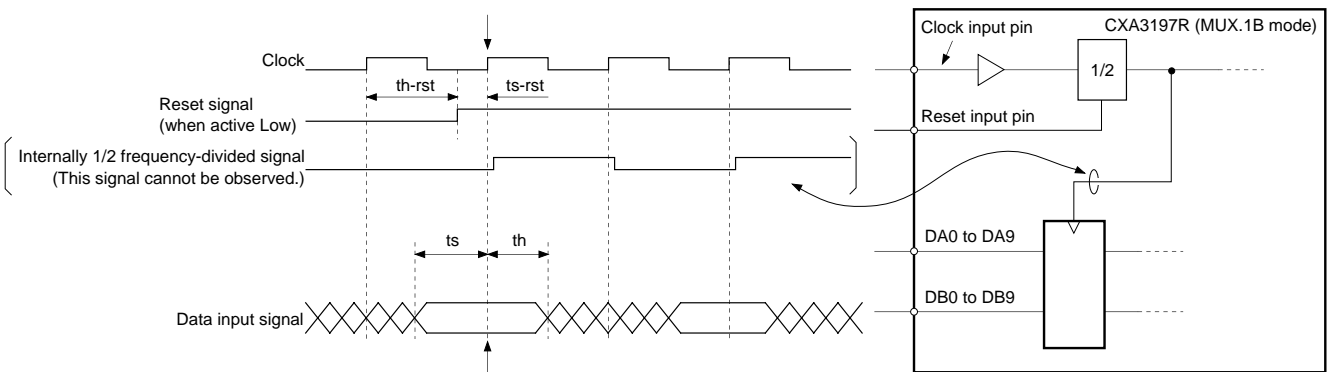 Clock
th-rst
ts-rst
Reset signal
(when active Low)
Internally 1/2 frequency-divided signal
(This signal cannot be observed.)
ts
th
Data input signal
CXA3197R (MUX.1B mode)
Clock input pin
1/2
Reset input pin
DA0 to DA9
DB0 to DB9